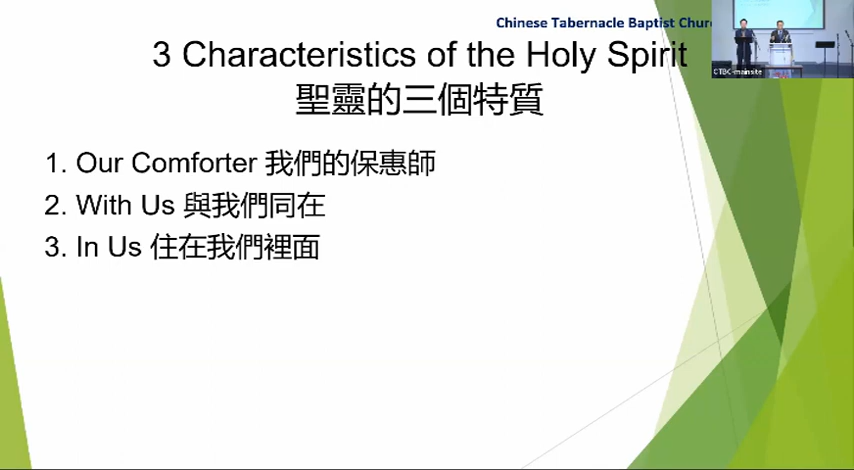 Chinese Tabernacle Baptist Chur
3 Characteristics of the Holy Spirit
聖靈的三個特質
1. Our Comforter 我們的保惠師
2. With Us 與我們同在
3. In Us 住在我們裡面
CTBC-mainsite